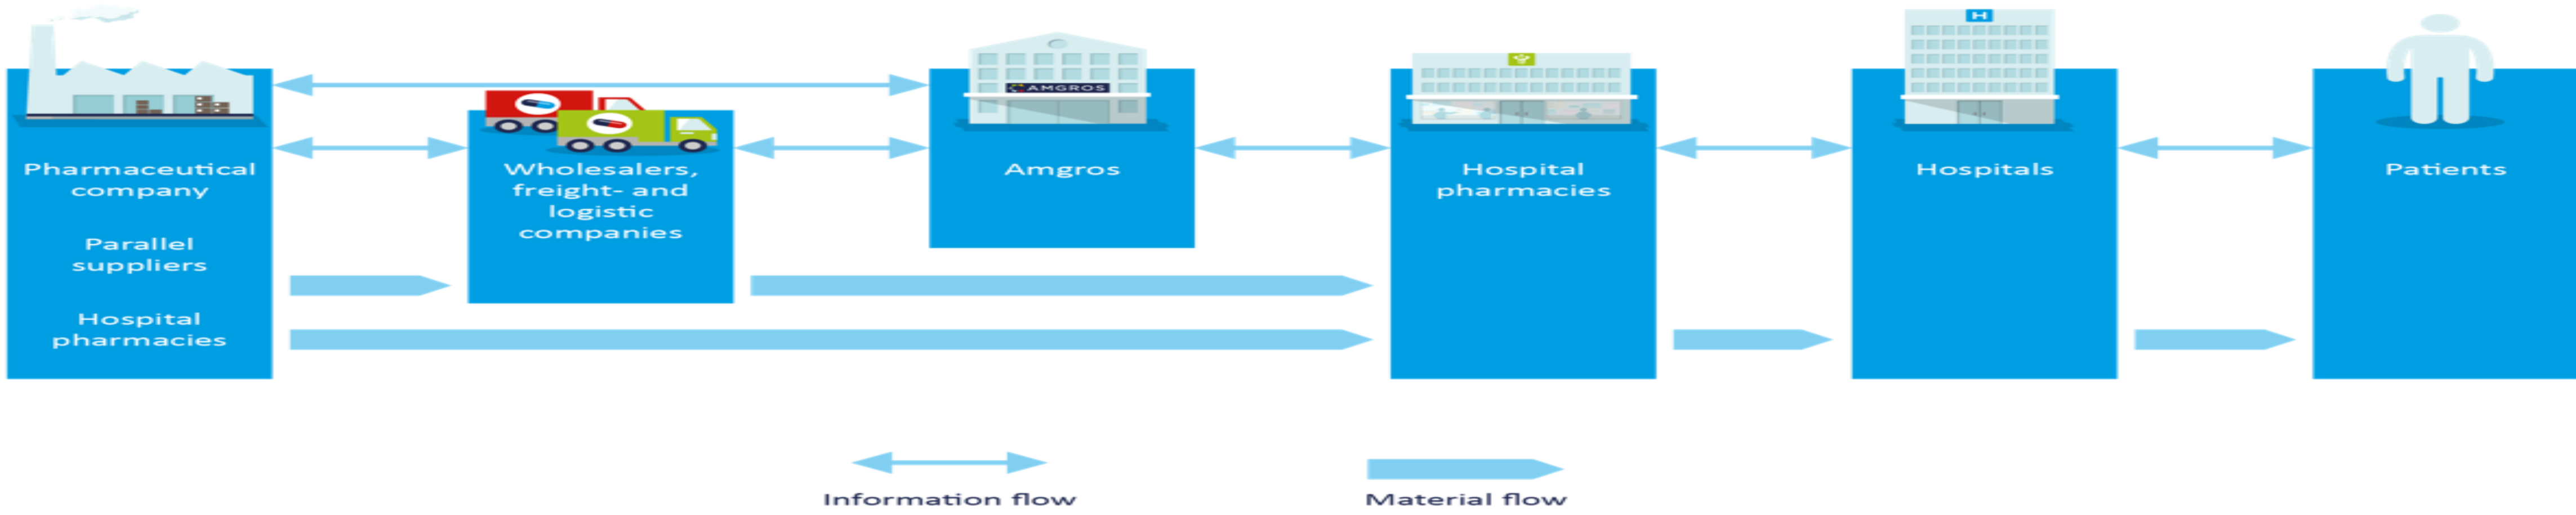 H
AMGROS
Pharmaceutical
company
Parallel
suppliers
Hospital
pharmacies
Wholesalers,
freight- and
logistic
companies
Amgros
Hospital
pharmacies
Hospitals
Patients
Information flow
Material flow